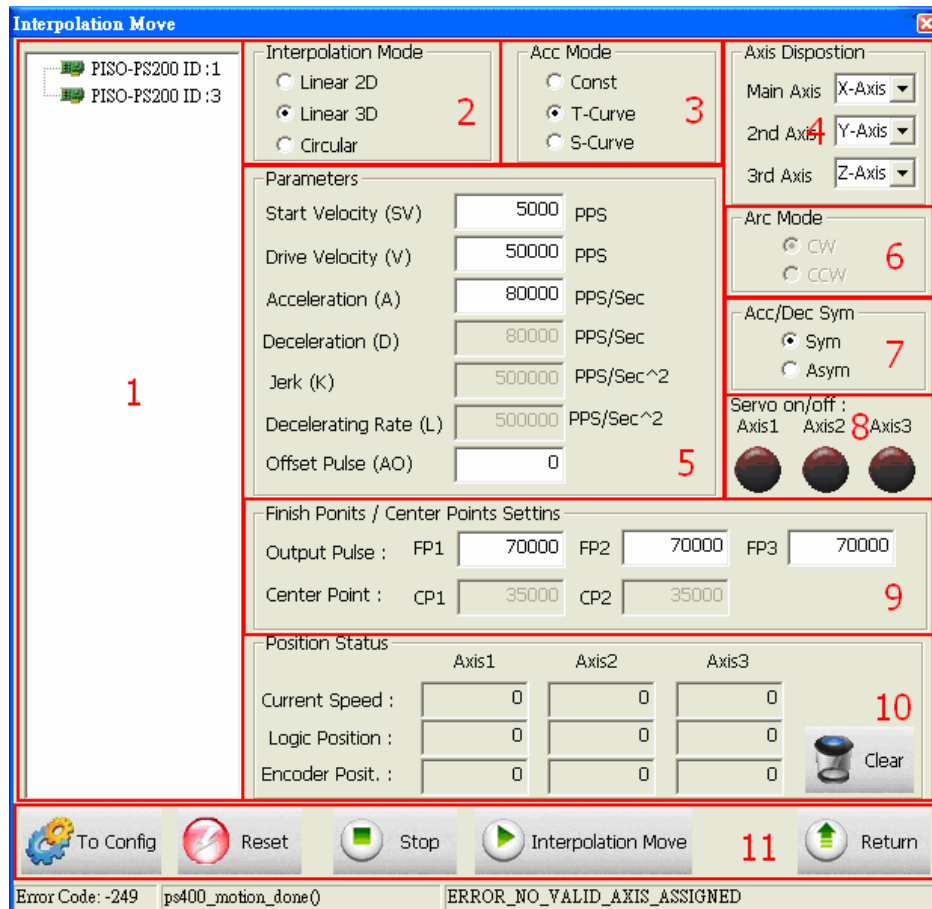 Interpolation Move
PISO-PS200 ID :1
PISO-PS200 ID :3
1
Interpolation Mode
Linear 2D
Linear 3D
Circular
2
Acc Mode
Const
T-Curve
S-Curve
3
Axis Dispostion
Main Axis X-Axis
2nd Axis Y-Axis
3rd Axis Z-Axis
4
Parameters
Start Velocity (SV) 5000 PPS
Drive Velocity (V) 50000 PPS
Acceleration (A) 80000 PPS/Sec
Deceleration (D) 80000 PPS/Sec
Jerk (K) 500000 PPS/Sec^2
Decelerating Rate (L) 500000 PPS/Sec^2
Offset Pulse (AO) 0
5
Arc Mode
CW
CCW
6
Acc/Dec Sym
Sym
Asym
7
Servo on/off :
Axis1 Axis2 Axis3
8
Finish Ponits / Center Points Settins
Output Pulse : FP1 70000 FP2 70000 FP3 70000
Center Point : CP1 35000 CP2 35000
9
Position Status
Axis1 Axis2 Axis3
Current Speed : 0 0 0
Logic Position : 0 0 0
Encoder Posit. : 0 0 0
10
Clear
To Config Reset Stop Interpolation Move 11 Return
Error Code: -249 ps400_motion_done() ERROR_NO_VALID_AXIS_ASSIGNED